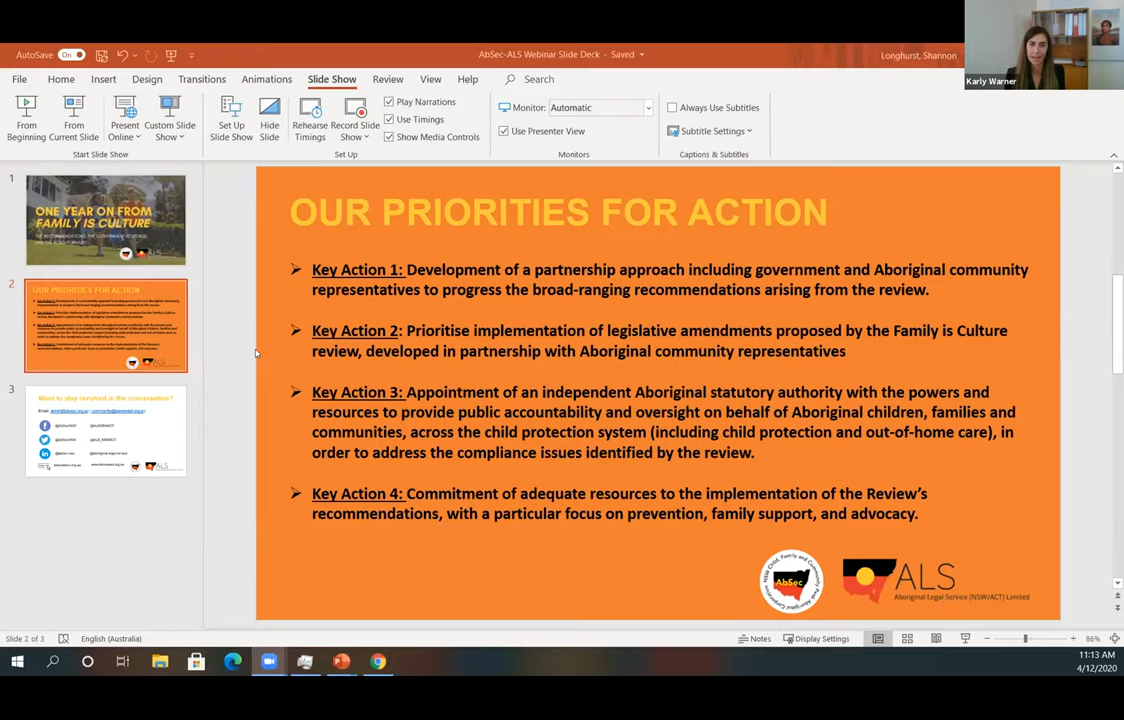 AutoSave
On
AbSec-ALS Webinar Slide Deck - Saved
Longhurst, Shannon
Karly Warner
File Home Insert Design Transitions Animations Slide Show Review View Help Search
From Beginning
From Current Slide
Present Online
Custom Slide Show
Start Slide Show
Set Up Slide Show
Hide Slide
Rehearse Timings
Record Slide Show
Play Narrations
Use Timings
Show Media Controls
Set Up
Monitor: Automatic
Use Presenter View
Monitors
Always Use Subtitles
Subtitle Settings
Captions & Subtitles
1
ONE YEAR ON FROM
FAMILY IS CULTURE
2
OUR PRIORITIES FOR ACTION
3
Want to stay involved in the conversation?
OUR PRIORITIES FOR ACTION
Key Action 1: Development of a partnership approach including government and Aboriginal community
representatives to progress the broad-ranging recommendations arising from the review.
Key Action 2: Prioritise implementation of legislative amendments proposed by the Family is Culture
review, developed in partnership with Aboriginal community representatives
Key Action 3: Appointment of an independent Aboriginal statutory authority with the powers and
resources to provide public accountability and oversight on behalf of Aboriginal children, families and
communities, across the child protection system (including child protection and out-of-home care), in
order to address the compliance issues identified by the review.
Key Action 4: Commitment of adequate resources to the implementation of the Review's
recommendations, with a particular focus on prevention, family support, and advocacy.
NSW Child, Family and Community Peak Aboriginal Corporation
AbSec
ALS
Aboriginal Legal Service (NSW/ACT) Limited
Slide 2 of 3
English (Australia)
Notes
Display Settings
86%
11:13 AM
4/12/2020